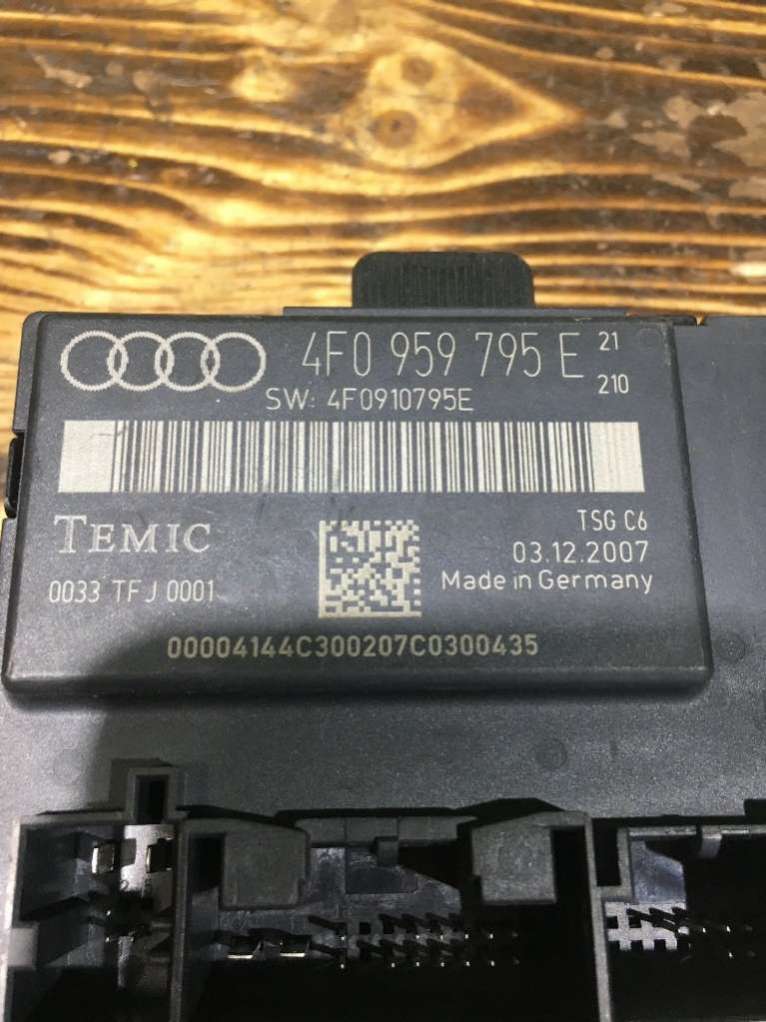 4F0 959 795 E 21
210
SW: 4F0910795E
TEMIC
TSG C6
03.12.2007
0033 TFJ 0001
Made in Germany
00004144C300207C0300435